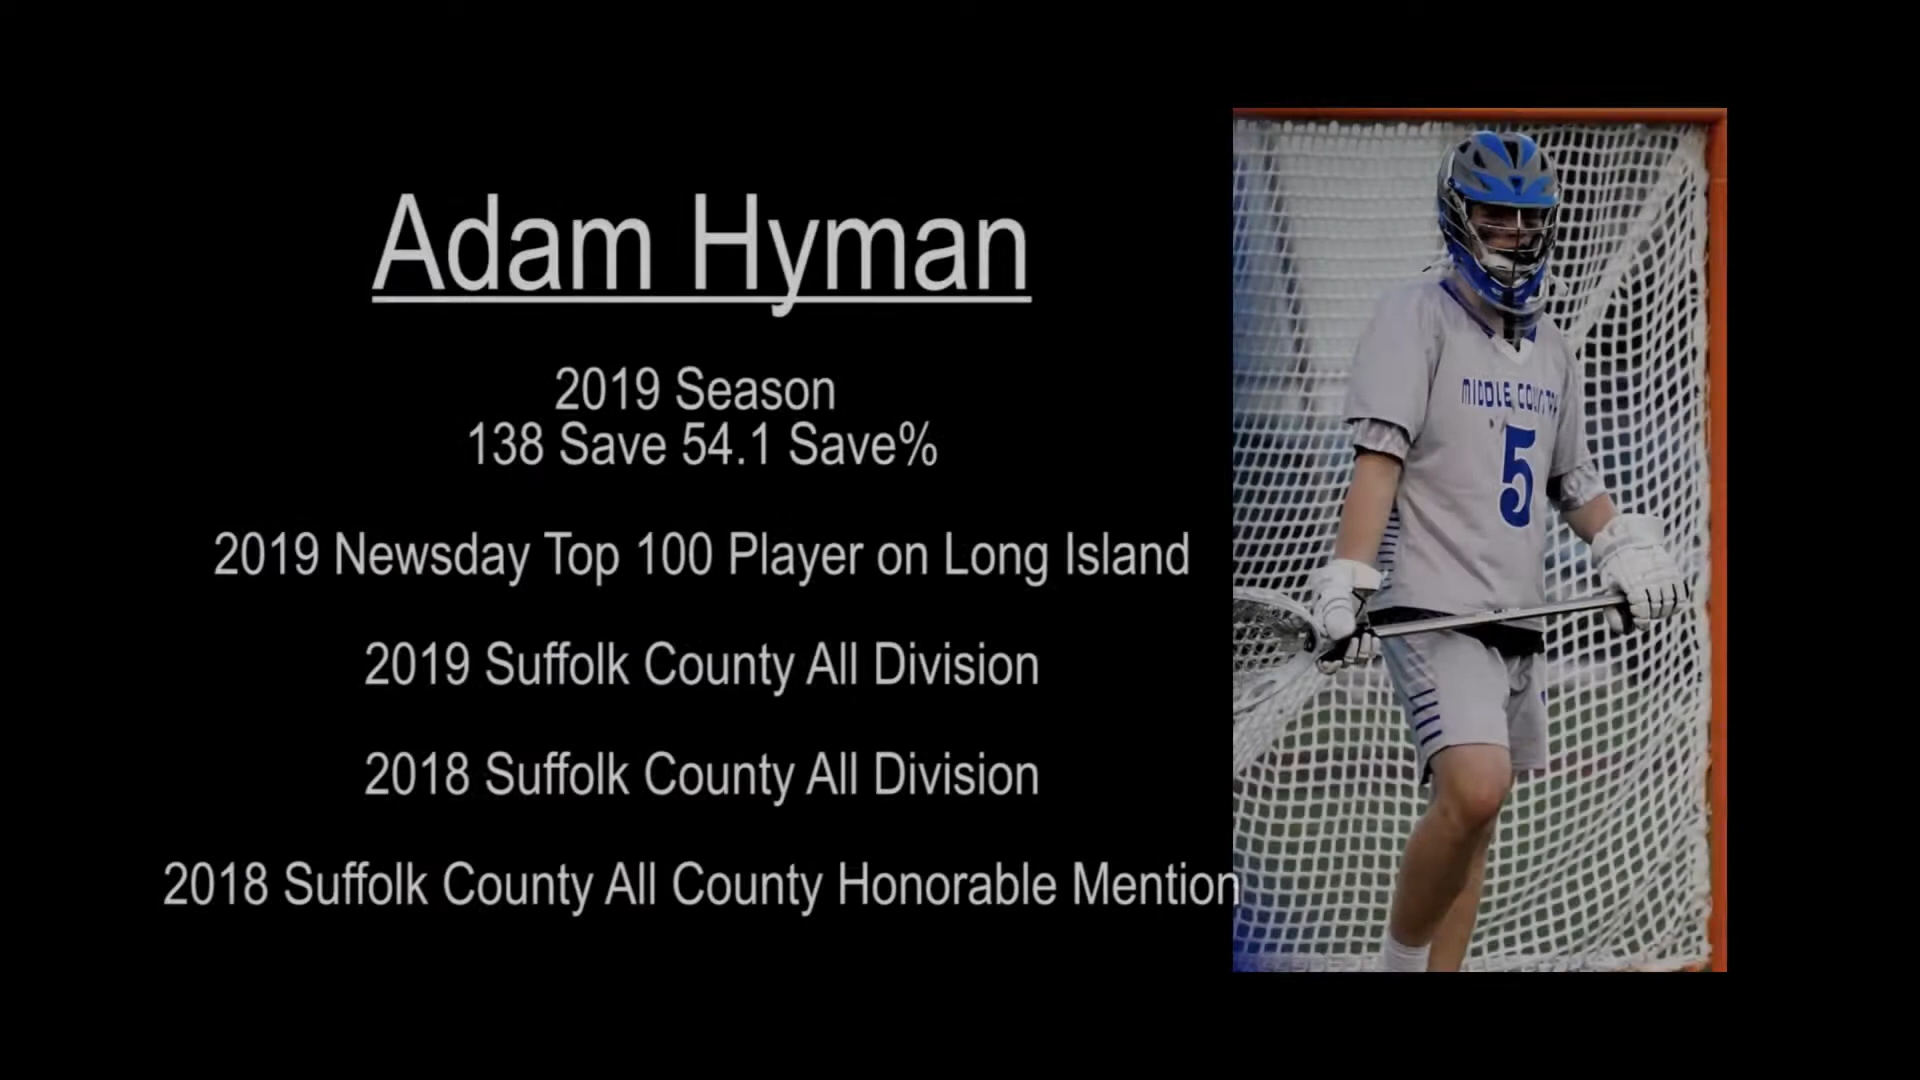 Adam Hyman
2019 Season
138 Save 54.1 Save%
2019 Newsday Top 100 Player on Long Island
2019 Suffolk County All Division
2018 Suffolk County All Division
2018 Suffolk County All County Honorable Mention
MIDDLE COUNTRY
5